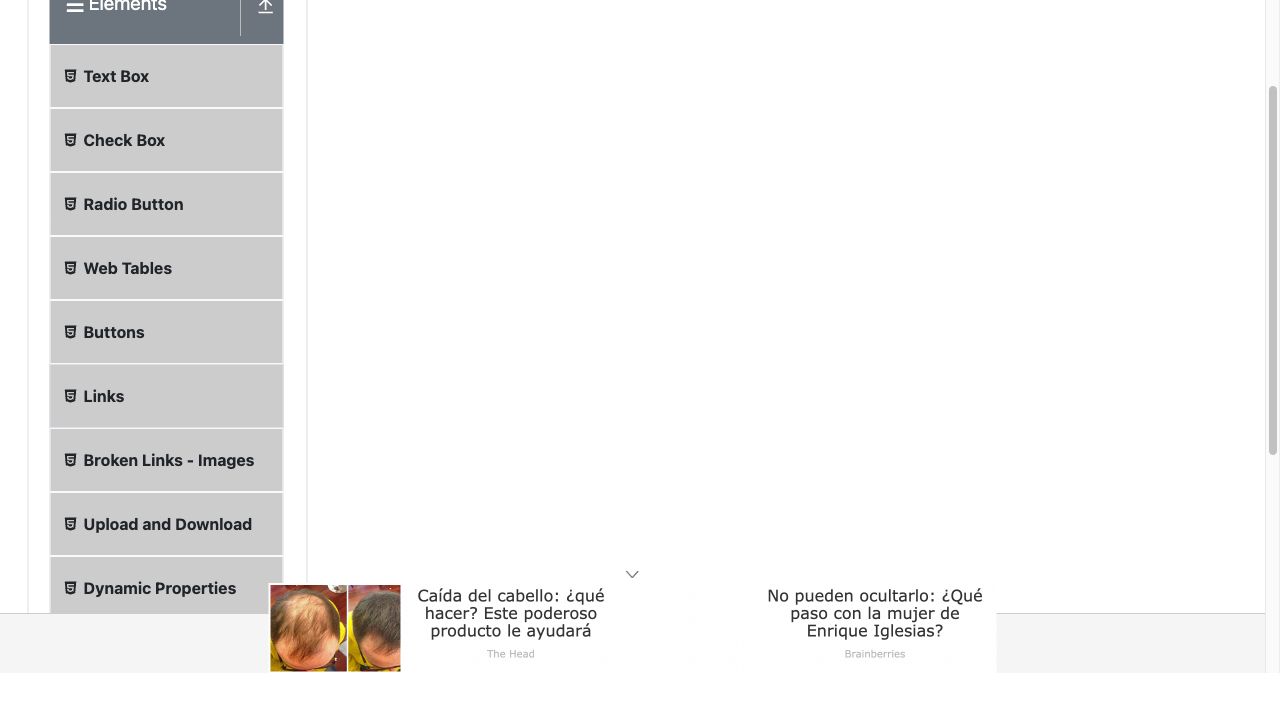 Elements
Text Box
Check Box
Radio Button
Web Tables
Buttons
Links
Broken Links - Images
Upload and Download
Dynamic Properties
Caída del cabello: ¿qué
hacer? Este poderoso
producto le ayudará
The Head
No pueden ocultarlo: ¿Qué
paso con la mujer de
Enrique Iglesias?
Brainberries